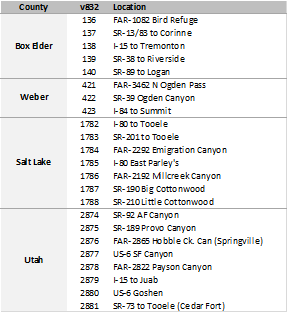 County v832 Location
Box Elder
136 FAR-1082 Bird Refuge
137 SR-13/83 to Corinne
138 I-15 to Tremonton
139 SR-38 to Riverside
140 SR-89 to Logan
Weber
421 FAR-3462 N Ogden Pass
422 SR-39 Ogden Canyon
423 I-84 to Summit
Salt Lake
1782 I-80 to Tooele
1783 SR-201 to Tooele
1784 FAR-2292 Emigration Canyon
1785 I-80 East Parley's
1786 FAR-2192 Millcreek Canyon
1787 SR-190 Big Cottonwood
1788 SR-210 Little Cottonwood
Utah
2874 SR-92 AF Canyon
2875 SR-189 Provo Canyon
2876 FAR-2865 Hobble Ck. Can (Springville)
2877 US-6 SF Canyon
2878 FAR-2822 Payson Canyon
2879 I-15 to Juab
2880 US-6 Goshen
2881 SR-73 to Tooele (Cedar Fort)